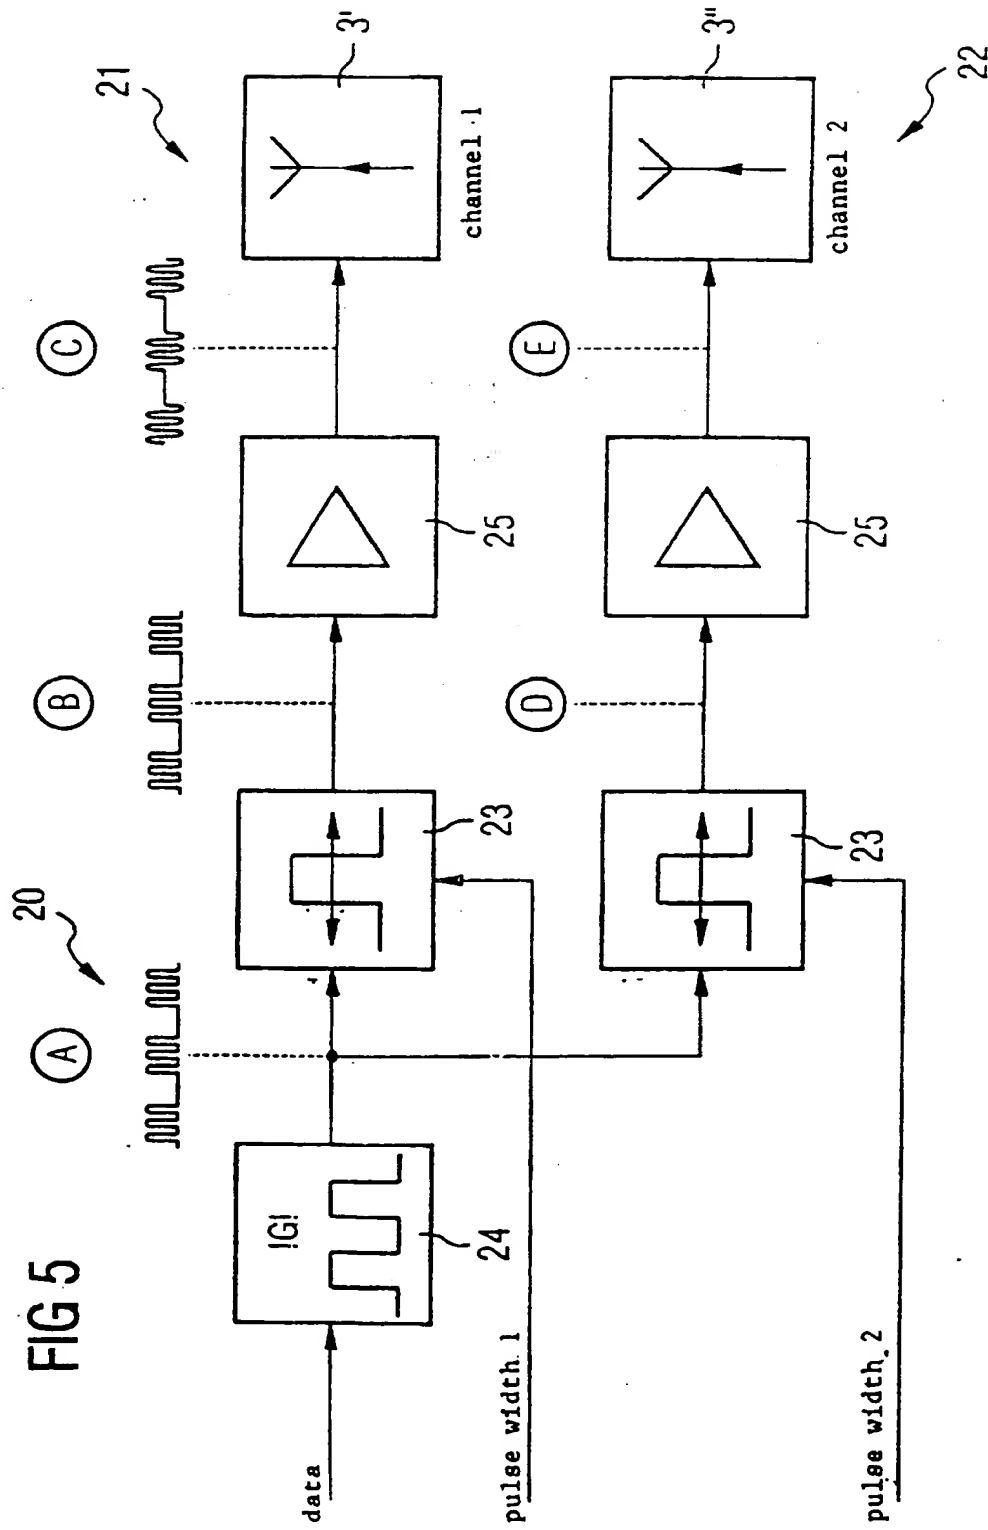 FIG 5
20
21
A
B
C
data
!G!
24
23
25
3'
channel 1
pulse width 1
D
E
23
25
3"
channel 2
22
pulse width 2